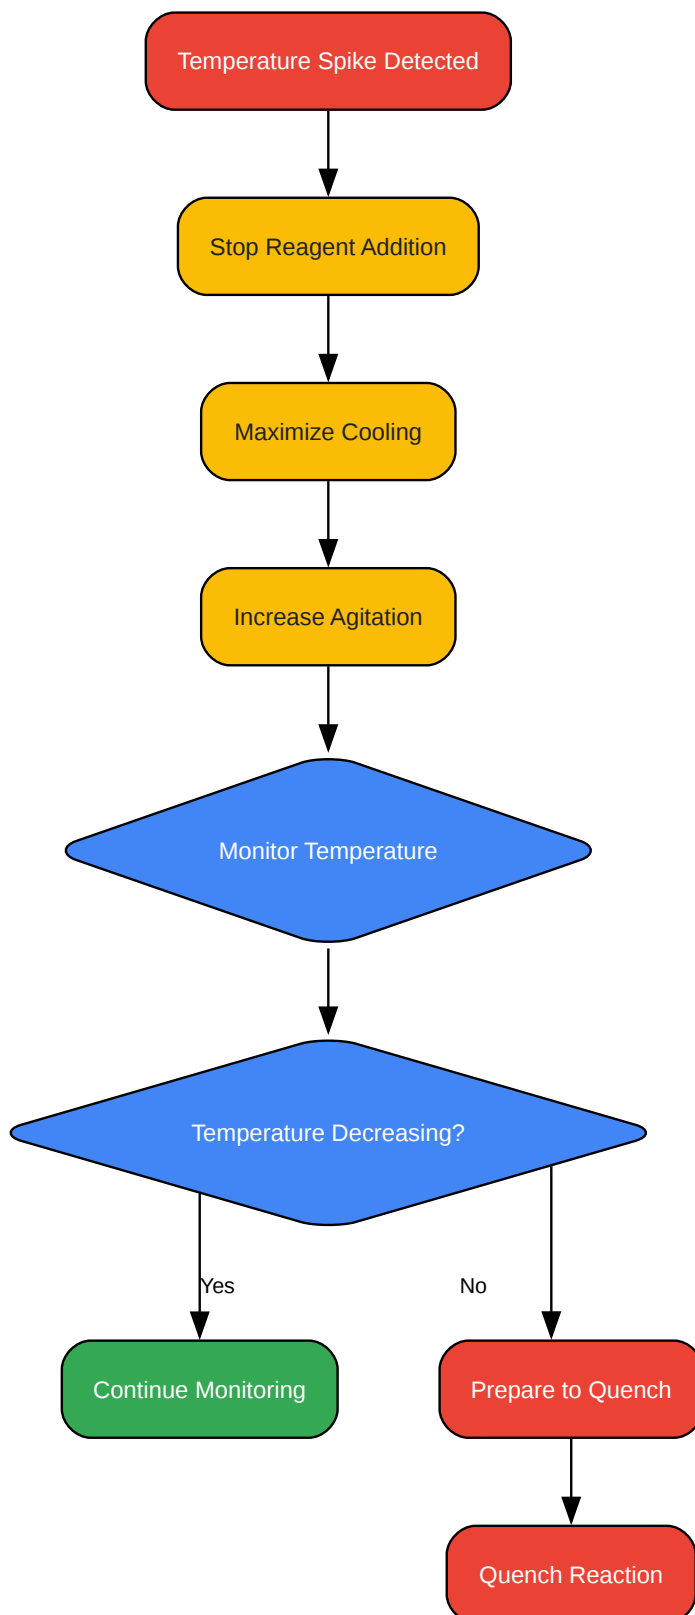 Temperature Spike Detected
Stop Reagent Addition
Maximize Cooling
Increase Agitation
Monitor Temperature
Temperature Decreasing?
Yes
No
Continue Monitoring
Prepare to Quench
Quench Reaction